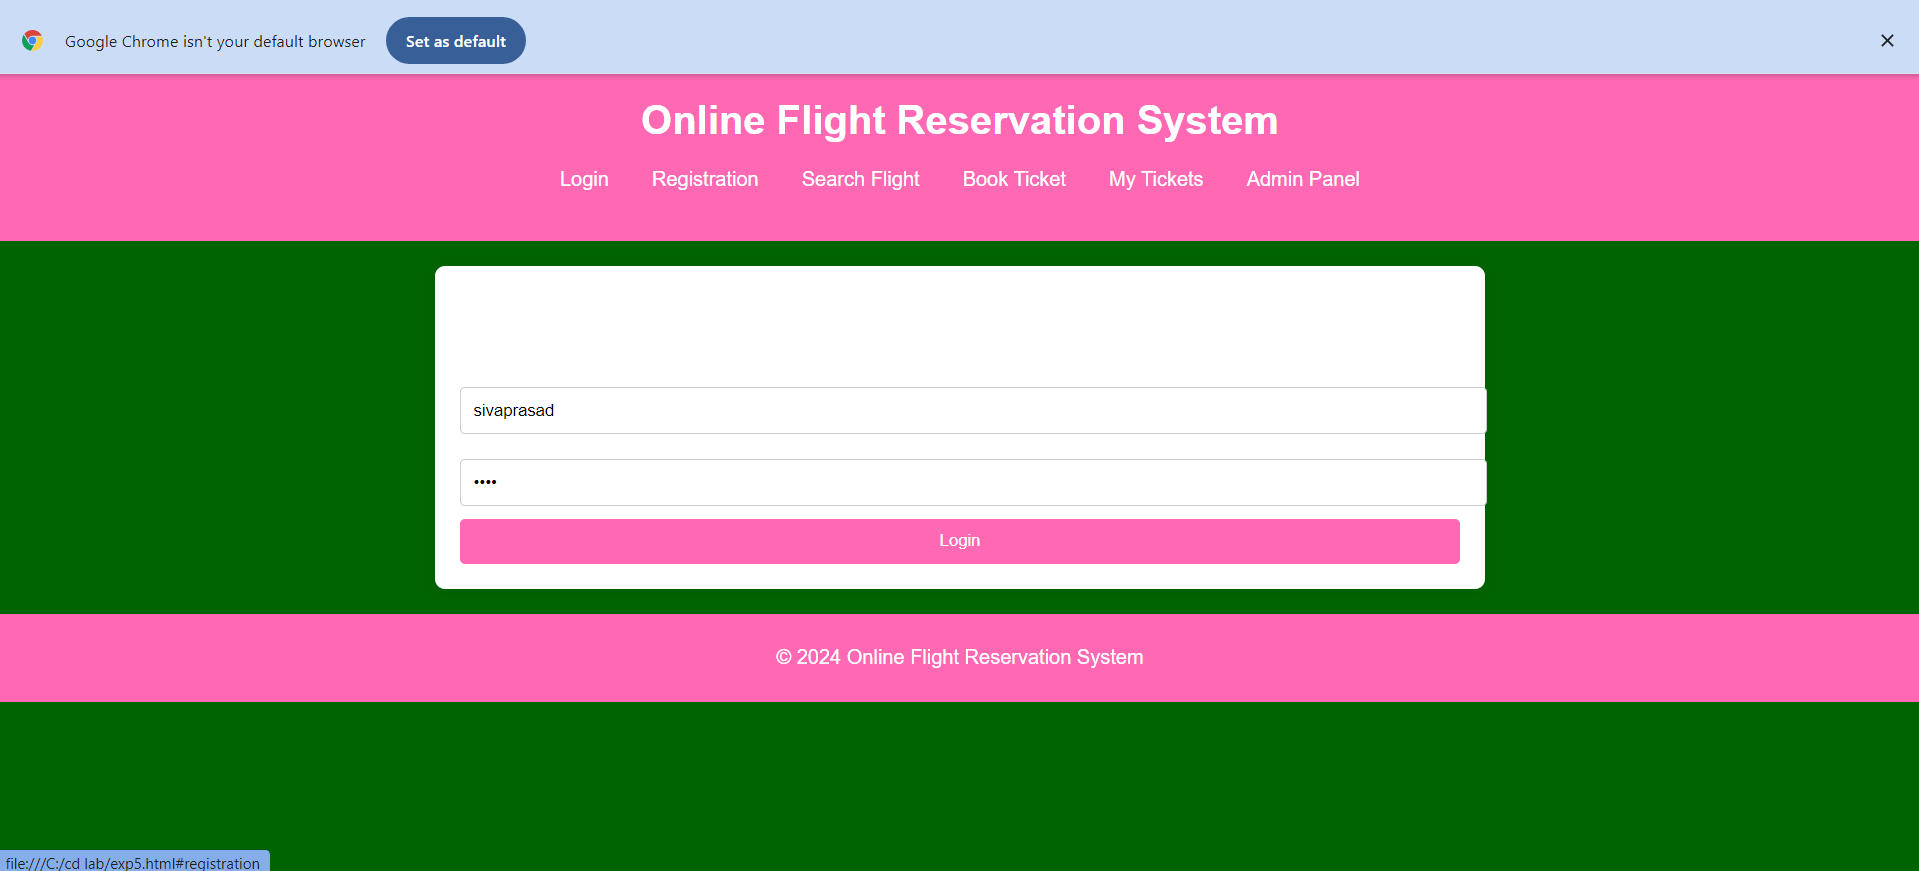 Google Chrome isn't your default browser Set as default
Online Flight Reservation System
Login Registration Search Flight Book Ticket My Tickets Admin Panel
sivaprasad
••••
Login
© 2024 Online Flight Reservation System
file:///C:/cd lab/exp5.html#registration